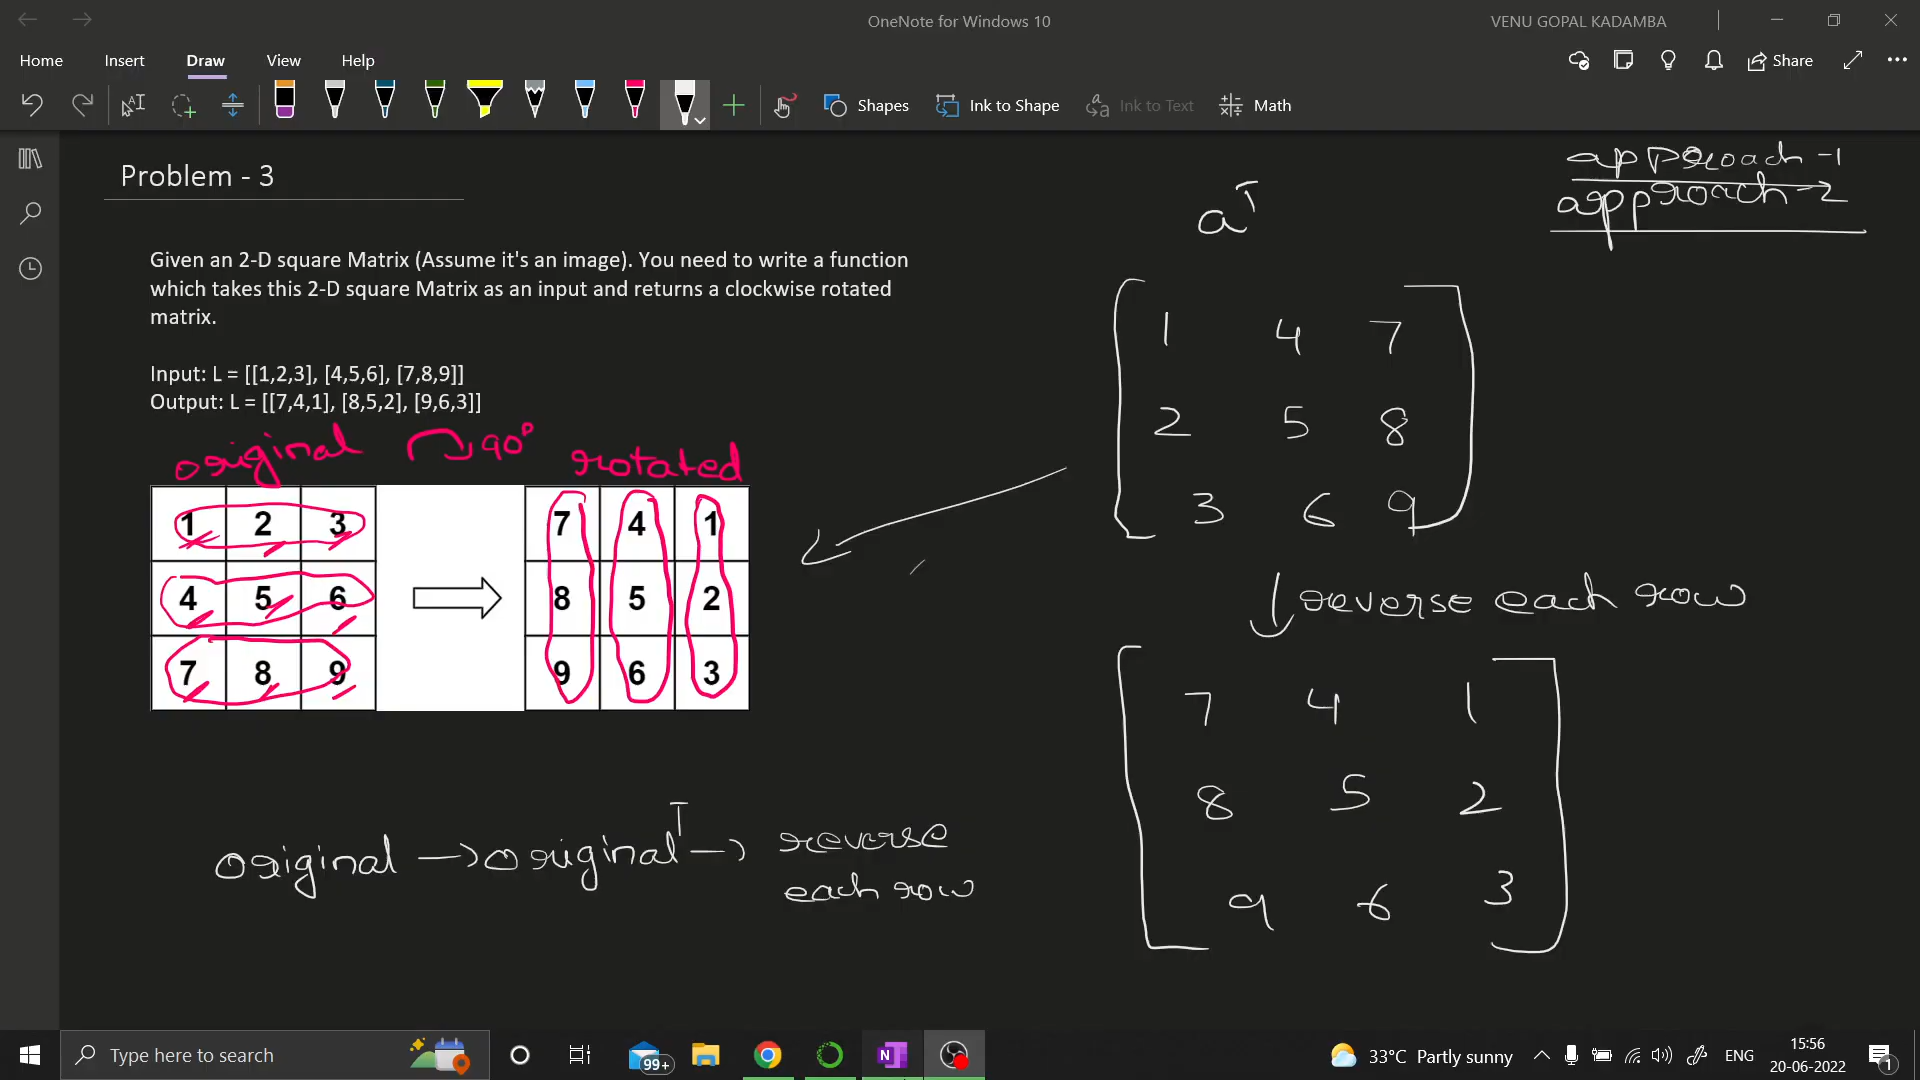 OneNote for Windows 10
VENU GOPAL KADAMBA
Home Insert Draw View Help
Share
Shapes Ink to Shape Ink to Text Math
Problem - 3
approach-1
approach-2
Given an 2-D square Matrix (Assume it's an image). You need to write a function
which takes this 2-D square Matrix as an input and returns a clockwise rotated
matrix.
Input: L = [[1,2,3], [4,5,6], [7,8,9]]
Output: L = [[7,4,1], [8,5,2], [9,6,3]]
original 90° rotated
1 2 3 7 4 1
4 5 6 8 5 2
7 8 9 9 6 3
original → original^T → reverse
each row
a^T
1 4 7
2 5 8
3 6 9
↓ reverse each row
7 4 1
8 5 2
9 6 3
Type here to search
99+
33°C Partly sunny
ENG
15:56
20-06-2022
1